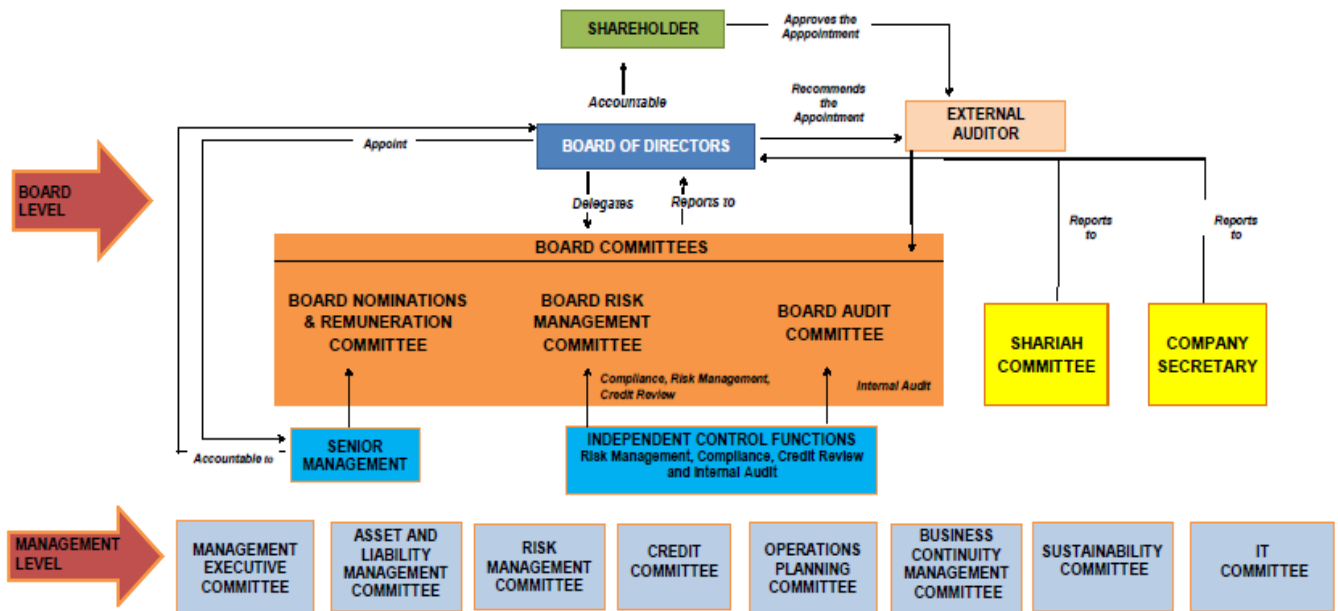 SHAREHOLDER
Approves the
Apppointment
Accountable
Recommends
the
Appointment
EXTERNAL
AUDITOR
Appoint
BOARD OF DIRECTORS
BOARD
LEVEL
Delegates
Reports to
Reports
to
Reports
to
BOARD COMMITTEES
BOARD NOMINATIONS
& REMUNERATION
COMMITTEE
BOARD RISK
MANAGEMENT
COMMITTEE
BOARD AUDIT
COMMITTEE
SHARIAH
COMMITTEE
COMPANY
SECRETARY
Compliance, Risk Management,
Credit Review
Internal Audit
Accountable to
SENIOR
MANAGEMENT
INDEPENDENT CONTROL FUNCTIONS
Risk Management, Compliance, Credit Review
and Internal Audit
MANAGEMENT
LEVEL
MANAGEMENT
EXECUTIVE
COMMITTEE
ASSET AND
LIABILITY
MANAGEMENT
COMMITTEE
RISK
MANAGEMENT
COMMITTEE
CREDIT
COMMITTEE
OPERATIONS
PLANNING
COMMITTEE
BUSINESS
CONTINUITY
MANAGEMENT
COMMITTEE
SUSTAINABILITY
COMMITTEE
IT
COMMITTEE